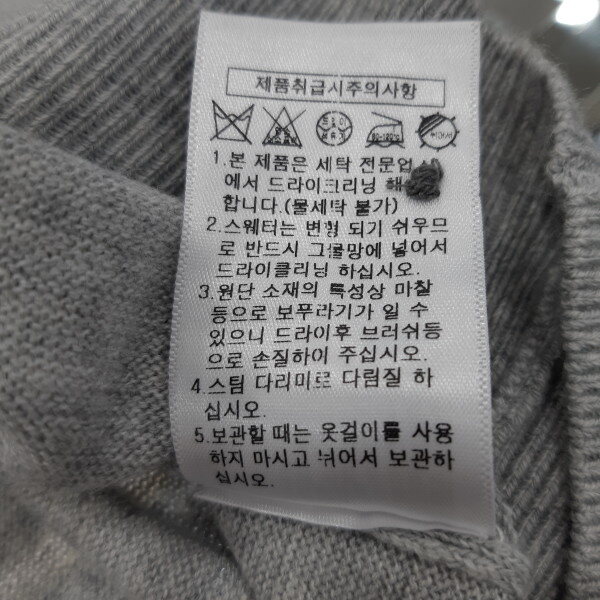 제품취급시주의사항
80-120℃
1.본 제품은 세탁 전문업
에서 드라이크리닝 해
합니다.(물세탁 불가)
2.스웨터는 변형 되기 쉬우므
로 반드시 그물망에 넣어서
드라이클리닝 하십시오.
3.원단 소재의 특성상 마찰
등으로 보푸라기가 일 수
있으니 드라이후 브러쉬등
으로 손질하이 주십시오.
4.스팀 다리미로 다림질 하
십시오.
5.보관할 때는 옷걸이를 사용
하지 마시고 뉘어서 보관하
십시오.